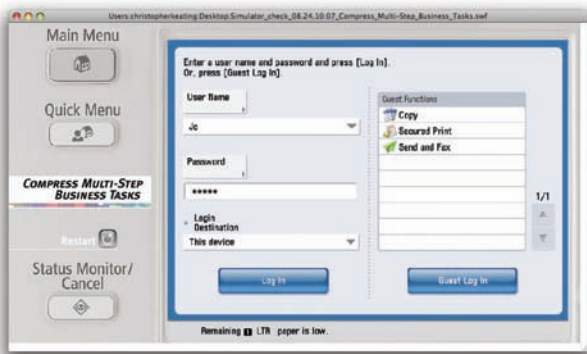 Users:christopherkeating:Desktop:Simulator_check_08.24.10:07_Compress_Multi-Step_Business_Tasks.swf
Main Menu
Quick Menu
COMPRESS MULTI-STEP
BUSINESS TASKS
Restart
Status Monitor/
Cancel
Enter a user name and password and press [Log In].
Or, press [Guest Log In].
User Name
Jc
Password
*****
* Login
Destination
This device
Log In
Guest Functions
Copy
Secured Print
Send and Fax
1/1
Guest Log In
Remaining 1 LTR paper is low.